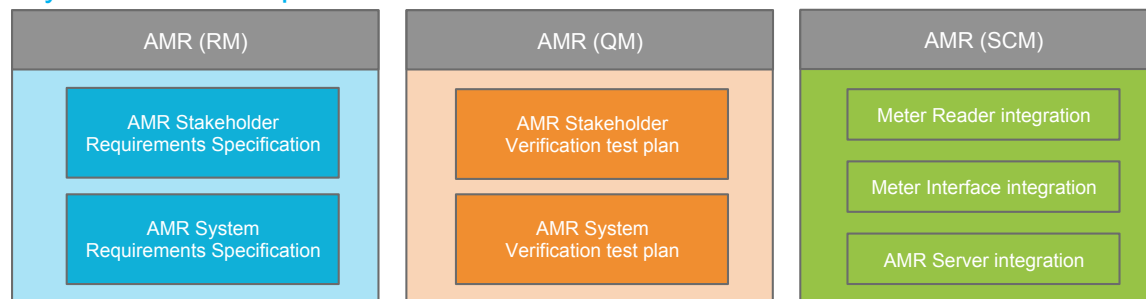 AMR (RM)
AMR Stakeholder
Requirements Specification
AMR System
Requirements Specification
AMR (QM)
AMR Stakeholder
Verification test plan
AMR System
Verification test plan
AMR (SCM)
Meter Reader integration
Meter Interface integration
AMR Server integration